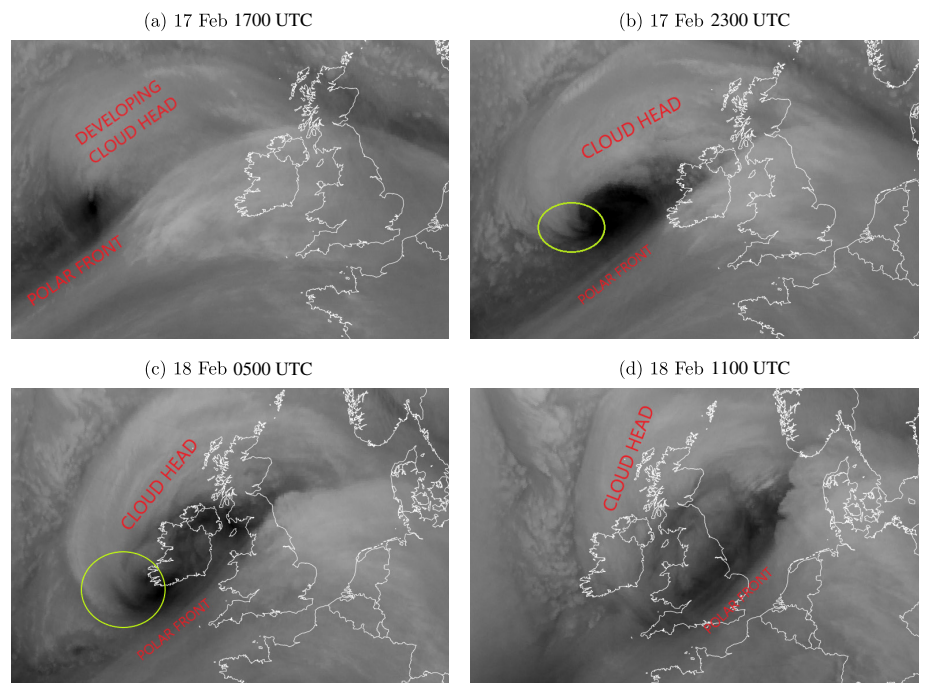 (a) 17 Feb 1700 UTC
(b) 17 Feb 2300 UTC
DEVELOPING
CLOUD HEAD
POLAR FRONT
CLOUD HEAD
POLAR FRONT
(c) 18 Feb 0500 UTC
(d) 18 Feb 1100 UTC
CLOUD HEAD
POLAR FRONT
CLOUD HEAD
POLAR FRONT